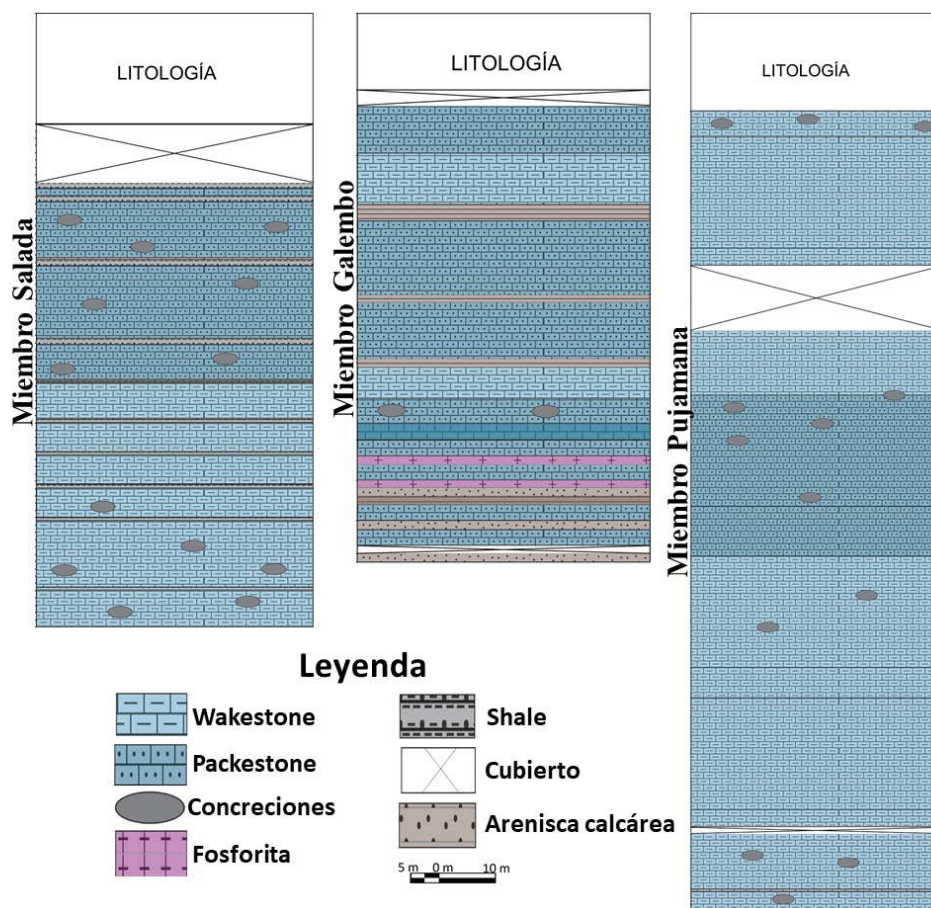 LITOLOGÍA
Miembro Salada
LITOLOGÍA
Miembro Galembo
LITOLOGÍA
Miembro Pujamana
Leyenda
Wakestone
Packestone
Concreciones
Fosforita
Shale
Cubierto
Arenisca calcárea
5 m 0 m 10 m